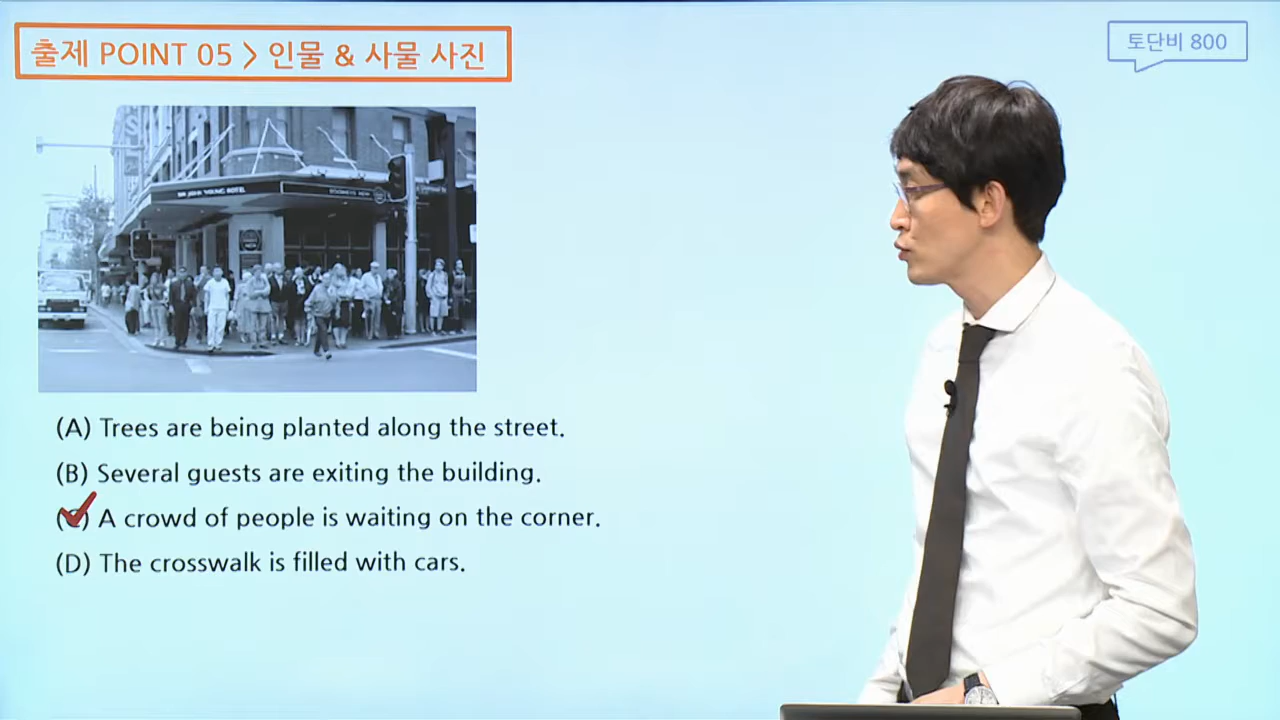 출제 POINT 05 > 인물 & 사물 사진
토단비 800
(A) Trees are being planted along the street.
(B) Several guests are exiting the building.
(C) A crowd of people is waiting on the corner.
(D) The crosswalk is filled with cars.